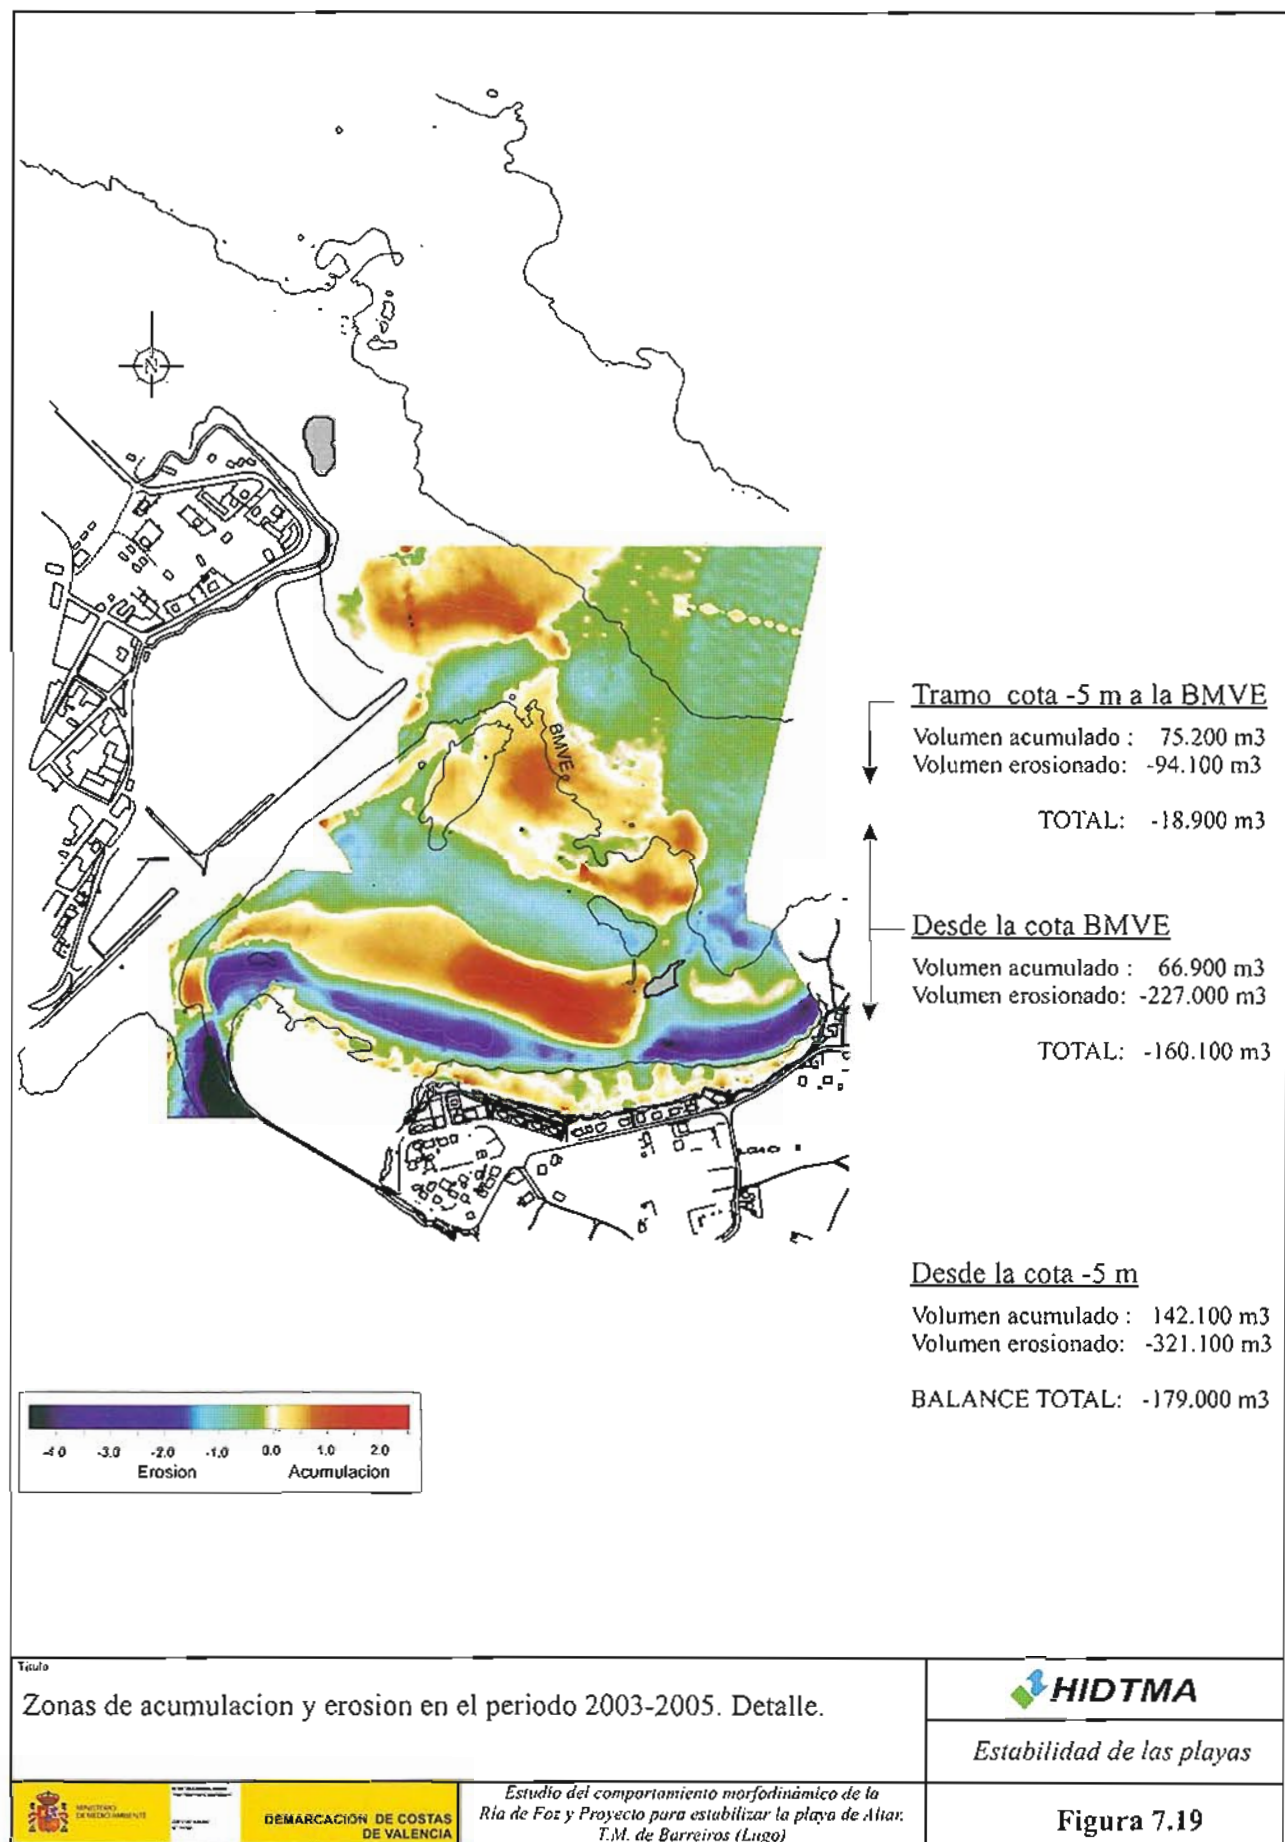 N
BMVE
Tramo cota -5 m a la BMVE
Volumen acumulado : 75.200 m3
Volumen erosionado: -94.100 m3
TOTAL: -18.900 m3
Desde la cota BMVE
Volumen acumulado : 66.900 m3
Volumen erosionado: -227.000 m3
TOTAL: -160.100 m3
Desde la cota -5 m
Volumen acumulado : 142.100 m3
Volumen erosionado: -321.100 m3
BALANCE TOTAL: -179.000 m3
-4.0 -3.0 -2.0 -1.0 0.0 1.0 2.0
Erosion Acumulacion
Titulo
Zonas de acumulacion y erosion en el periodo 2003-2005. Detalle.
HIDTMA
Estabilidad de las playas
MINISTERIO
DE MEDIO AMBIENTE
DEMARCACIÓN DE COSTAS
DE VALENCIA
Estudio del comportamiento morfodinámico de la
Ría de Foz y Proyecto para estabilizar la playa de Altar.
T.M. de Barreiros (Lugo)
Figura 7.19